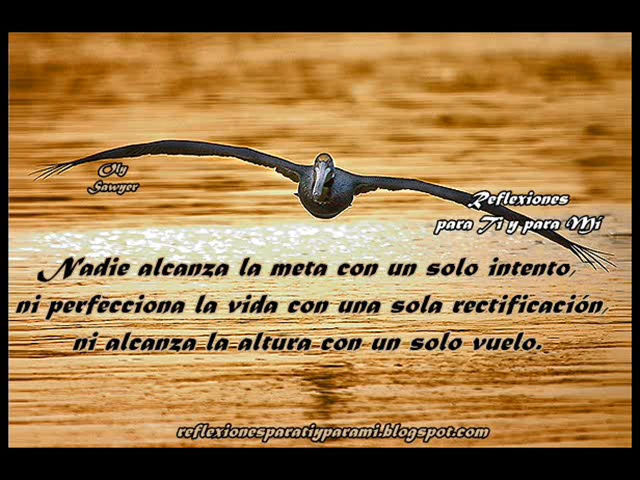 Oly
Sawyer
Reflexiones
para Ti y para Mí
Nadie alcanza la meta con un solo intento,
ni perfecciona la vida con una sola rectificación,
ni alcanza la altura con un solo vuelo.
reflexionesparatiyparami.blogspot.com